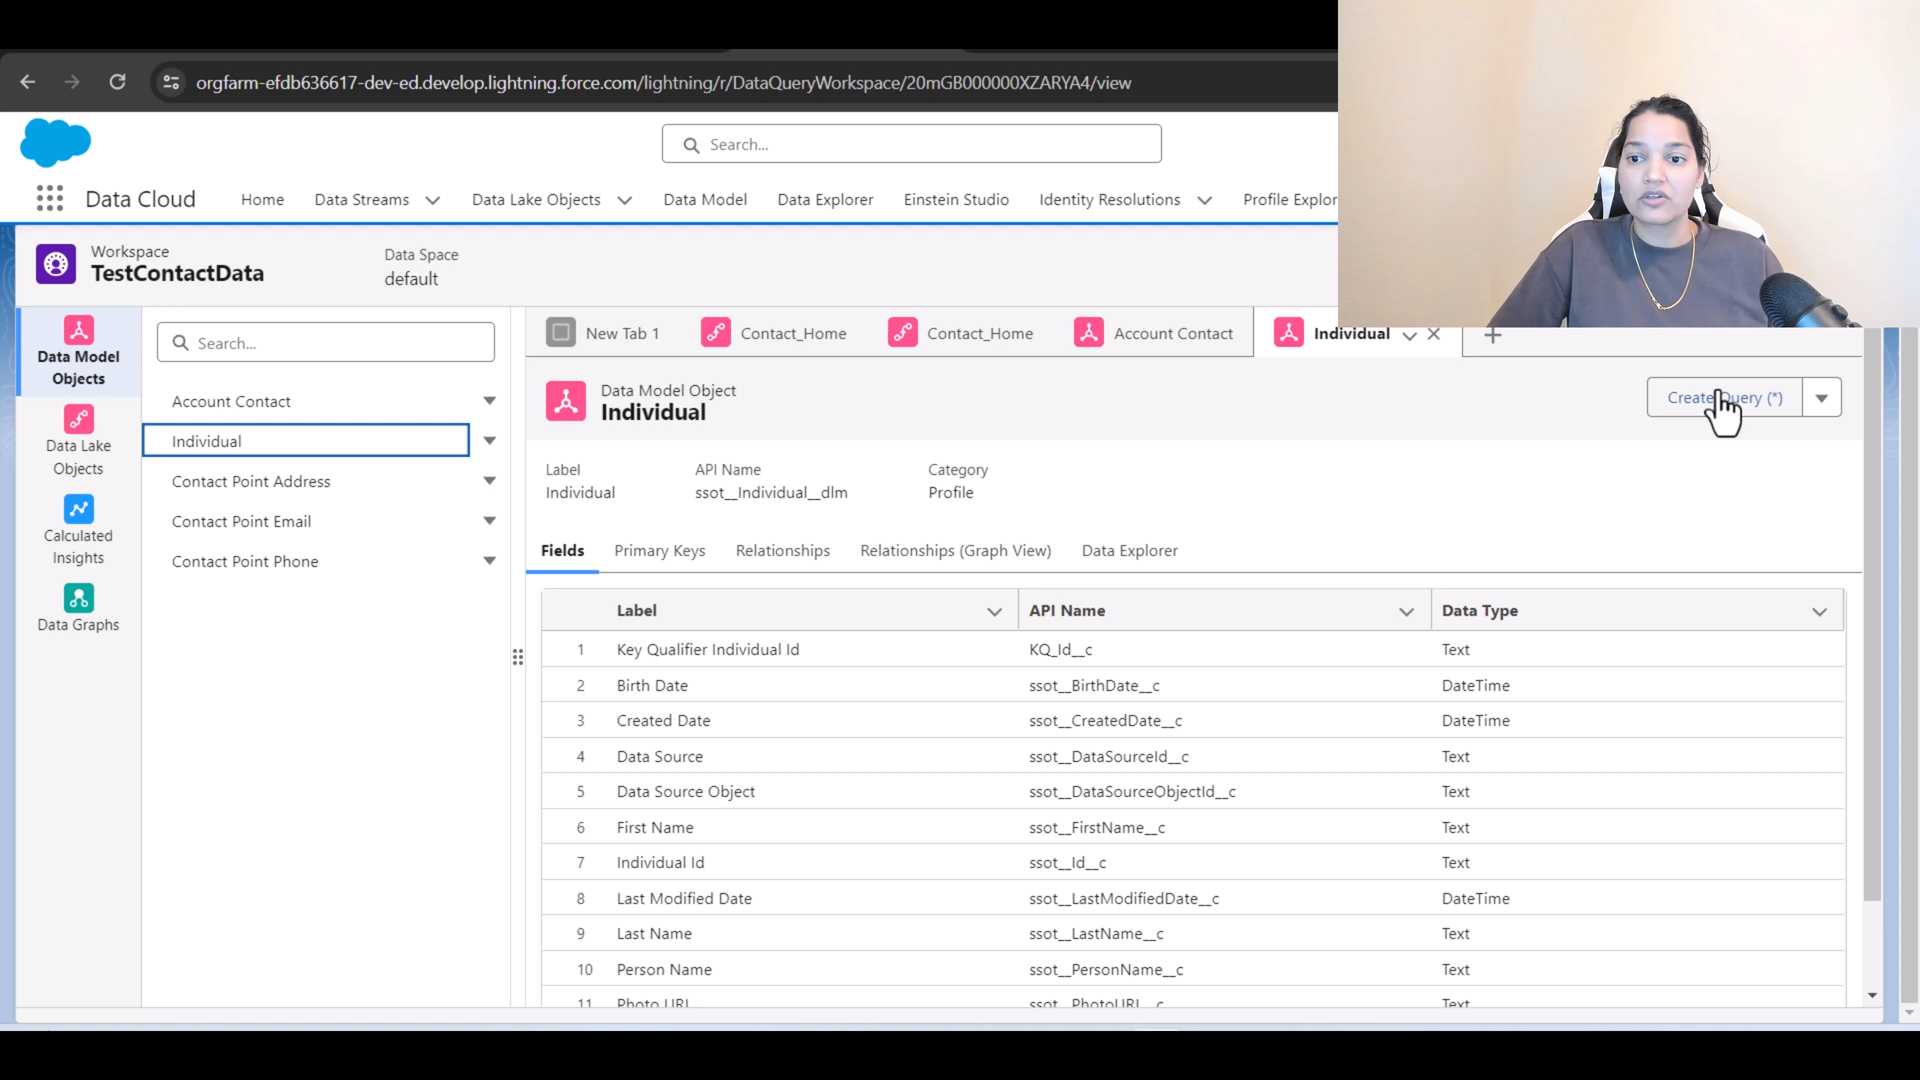 orgfarm-efdb636617-dev-ed.develop.lightning.force.com/lightning/r/DataQueryWorkspace/20mGB000000XZARYA4/view
Search...
Data Cloud Home Data Streams Data Lake Objects Data Model Data Explorer Einstein Studio Identity Resolutions Profile Explor
Workspace
TestContactData
Data Space
default
Data Model Objects
Data Lake Objects
Calculated Insights
Data Graphs
Search...
Account Contact
Individual
Contact Point Address
Contact Point Email
Contact Point Phone
New Tab 1 Contact_Home Contact_Home Account Contact Individual
Data Model Object
Individual
Create Query (*)
Label API Name Category
Individual ssot__Individual__dlm Profile
Fields Primary Keys Relationships Relationships (Graph View) Data Explorer
Label API Name Data Type
1 Key Qualifier Individual Id KQ_Id__c Text
2 Birth Date ssot__BirthDate__c DateTime
3 Created Date ssot__CreatedDate__c DateTime
4 Data Source ssot__DataSourceId__c Text
5 Data Source Object ssot__DataSourceObjectId__c Text
6 First Name ssot__FirstName__c Text
7 Individual Id ssot__Id__c Text
8 Last Modified Date ssot__LastModifiedDate__c DateTime
9 Last Name ssot__LastName__c Text
10 Person Name ssot__PersonName__c Text
11 Photo URL ssot__PhotoURL__c Text